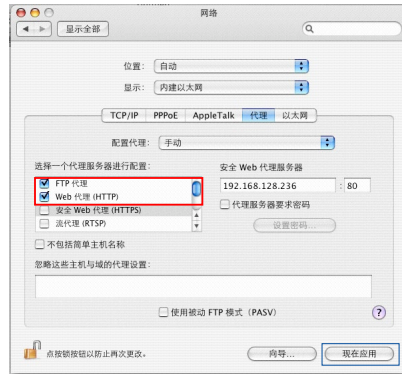 网络
显示全部
位置: 自动
显示: 内建以太网
TCP/IP PPPoE AppleTalk 代理 以太网
配置代理: 手动
选择一个代理服务器进行配置: 安全 Web 代理服务器
FTP 代理
192.168.128.236 : 80
Web 代理 (HTTP)
安全 Web 代理 (HTTPS)
代理服务器要求密码
流代理 (RTSP)
设置密码...
不包括简单主机名称
忽略这些主机与域的代理设置:
使用被动 FTP 模式（PASV）
?
点按锁按钮以防止再次更改。
向导...
现在应用